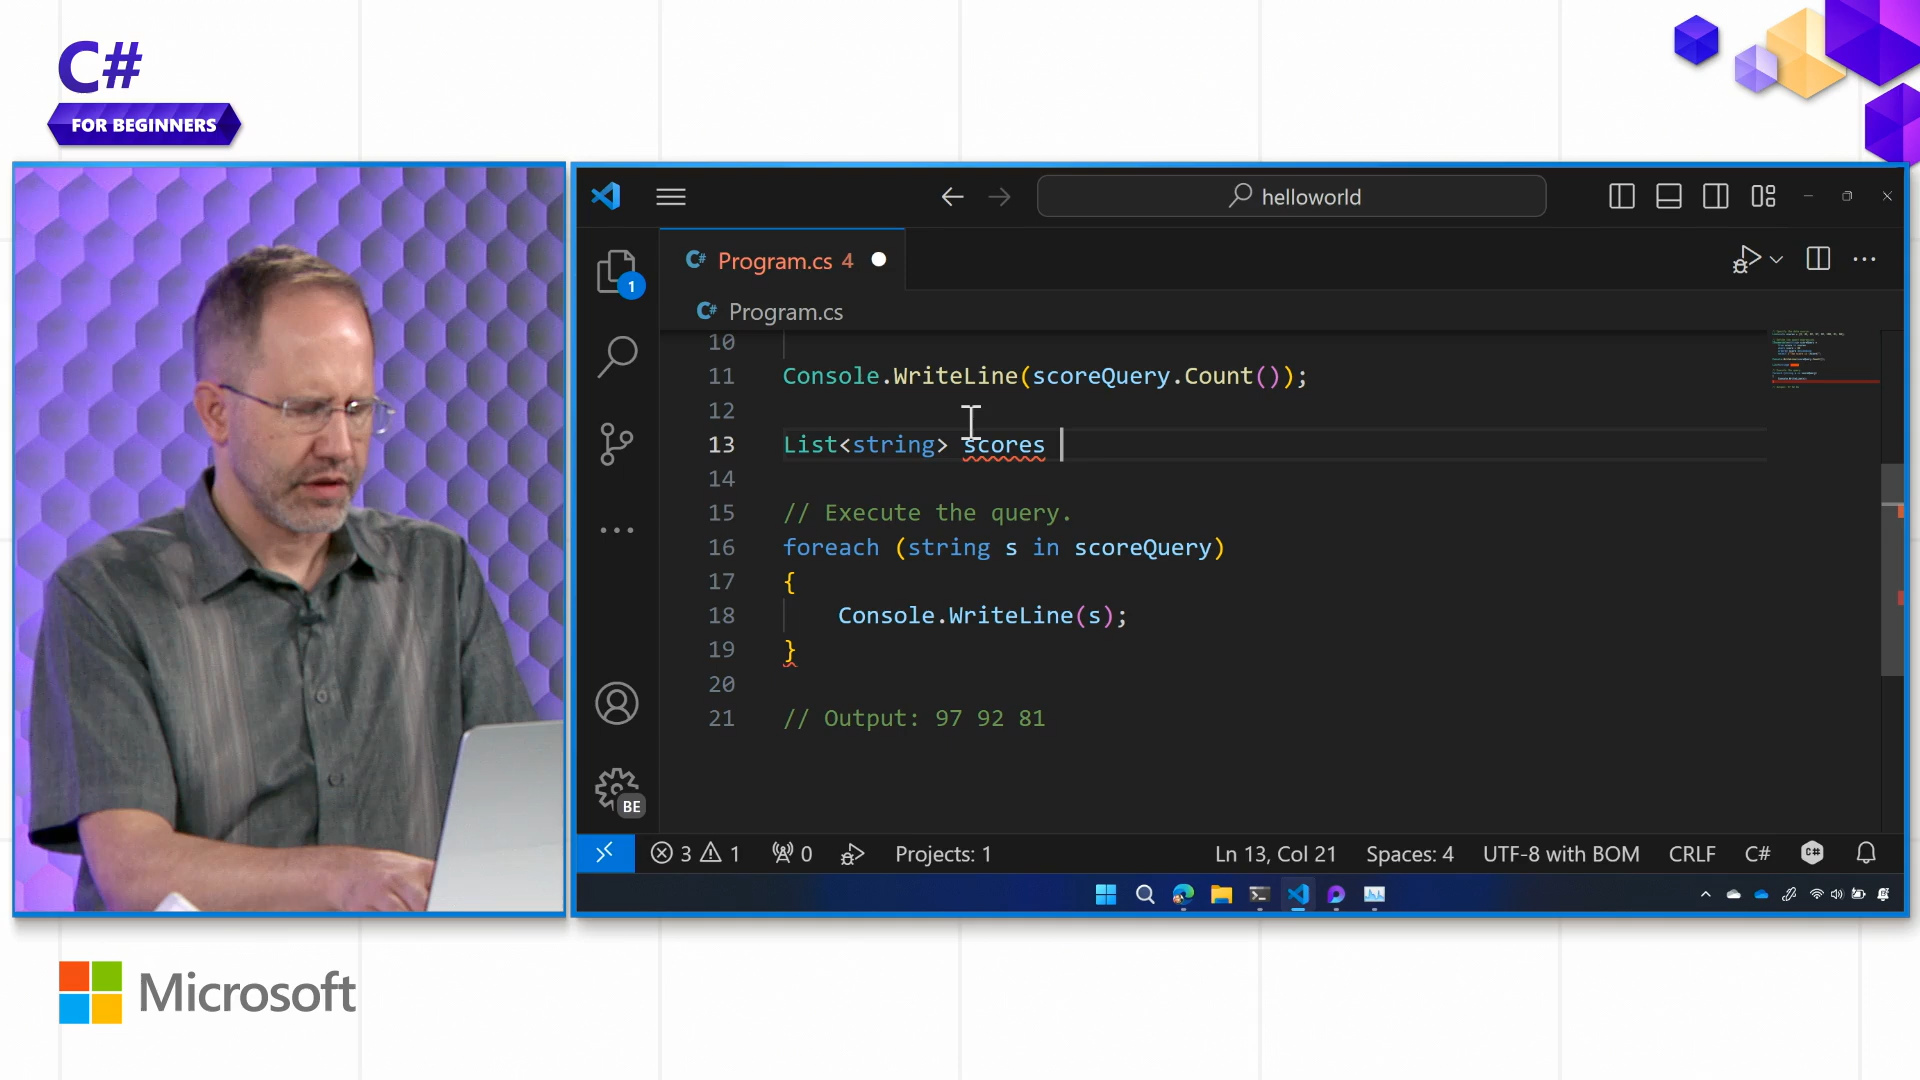 C#
FOR BEGINNERS
helloworld
C# Program.cs 4
1
C# Program.cs
10
11 Console.WriteLine(scoreQuery.Count());
12
13 List<string> scores
14
15 // Execute the query.
16 foreach (string s in scoreQuery)
17 {
18 Console.WriteLine(s);
19 }
20
21 // Output: 97 92 81
BE
3 1 0 Projects: 1 Ln 13, Col 21 Spaces: 4 UTF-8 with BOM CRLF C# C#
Microsoft